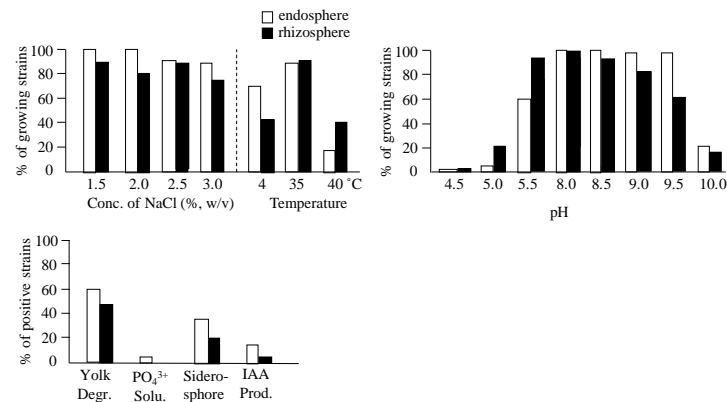 endosphere
rhizosphere
% of growing strains
100
80
60
40
20
0
1.5 2.0 2.5 3.0 4 35 40 °C
Conc. of NaCl (%, w/v) Temperature
% of growing strains
100
80
60
40
20
0
4.5 5.0 5.5 8.0 8.5 9.0 9.5 10.0
pH
% of positive strains
100
80
60
40
20
0
Yolk PO₄³⁺ Sidero- IAA
Degr. Solu. sphore Prod.